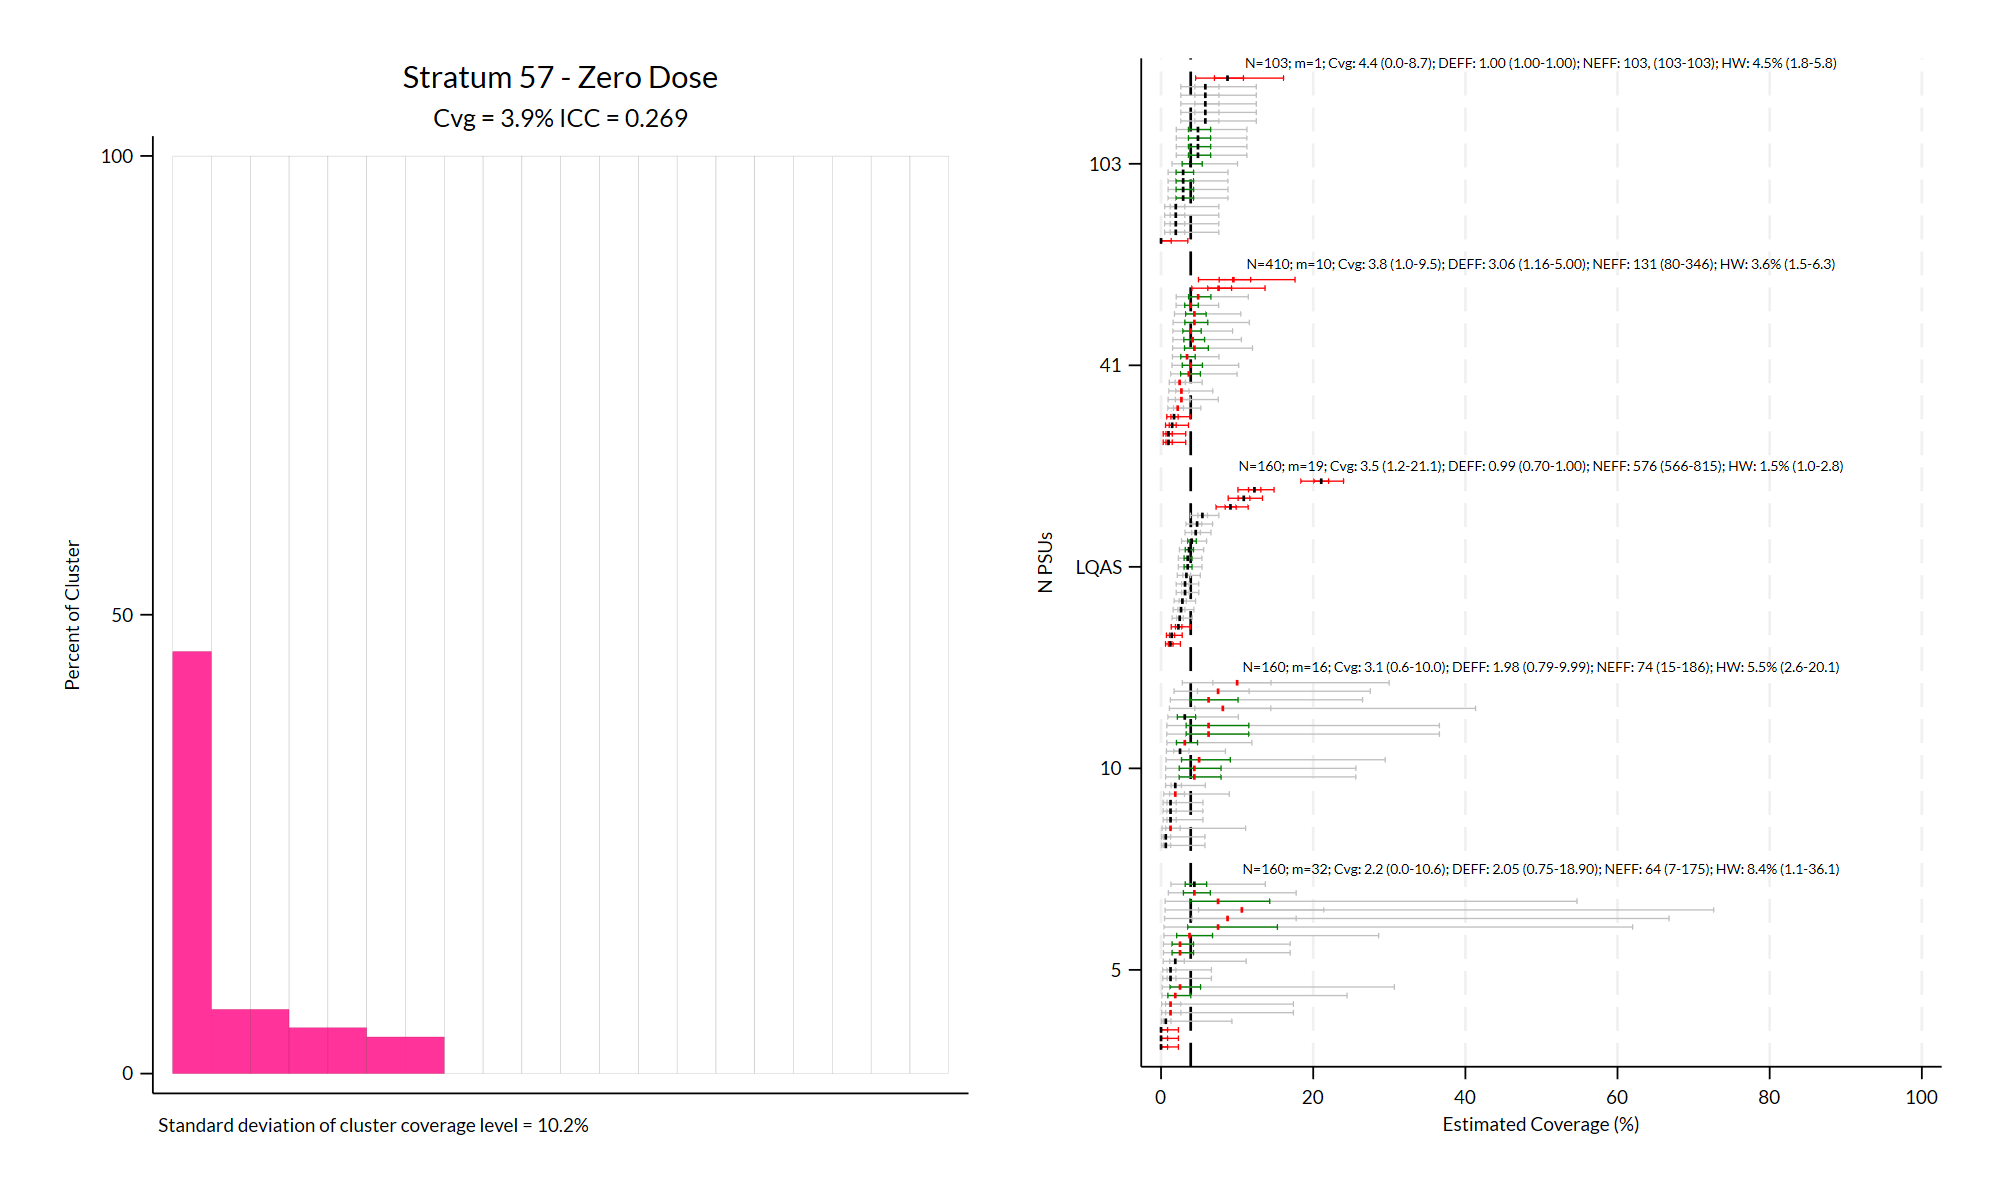 Stratum 57 - Zero Dose
Cvg = 3.9% ICC = 0.269
100
50
0
Percent of Cluster
Standard deviation of cluster coverage level = 10.2%
N=103; m=1; Cvg: 4.4 (0.0-8.7); DEFF: 1.00 (1.00-1.00); NEFF: 103, (103-103); HW: 4.5% (1.8-5.8)
103
N=410; m=10; Cvg: 3.8 (1.0-9.5); DEFF: 3.06 (1.16-5.00); NEFF: 131 (80-346); HW: 3.6% (1.5-6.3)
41
N=160; m=19; Cvg: 3.5 (1.2-21.1); DEFF: 0.99 (0.70-1.00); NEFF: 576 (566-815); HW: 1.5% (1.0-2.8)
LQAS
N PSUs
N=160; m=16; Cvg: 3.1 (0.6-10.0); DEFF: 1.98 (0.79-9.99); NEFF: 74 (15-186); HW: 5.5% (2.6-20.1)
10
N=160; m=32; Cvg: 2.2 (0.0-10.6); DEFF: 2.05 (0.75-18.90); NEFF: 64 (7-175); HW: 8.4% (1.1-36.1)
5
0 20 40 60 80 100
Estimated Coverage (%)